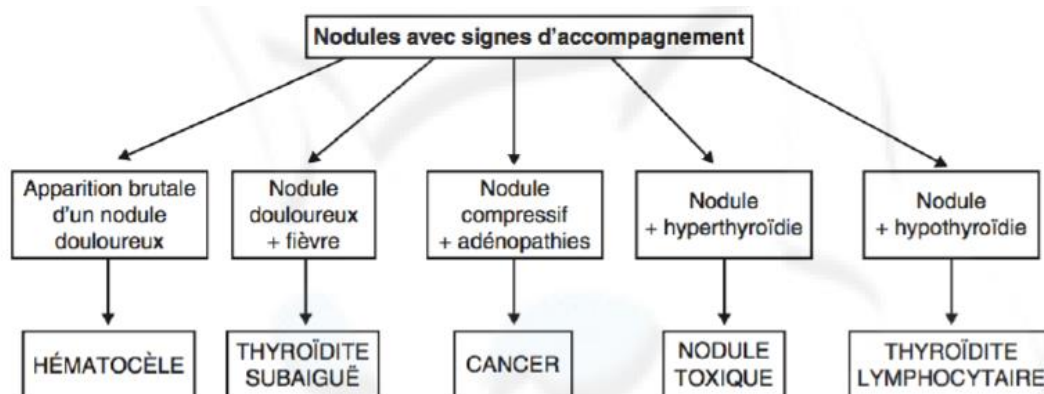 Nodules avec signes d'accompagnement
Apparition brutale
d'un nodule
douloureux
Nodule
douloureux
+ fièvre
Nodule
compressif
+ adénopathies
Nodule
+ hyperthyroïdie
Nodule
+ hypothyroïdie
HÉMATOCÈLE
THYROÏDITE
SUBAIGUË
CANCER
NODULE
TOXIQUE
THYROÏDITE
LYMPHOCYTAIRE